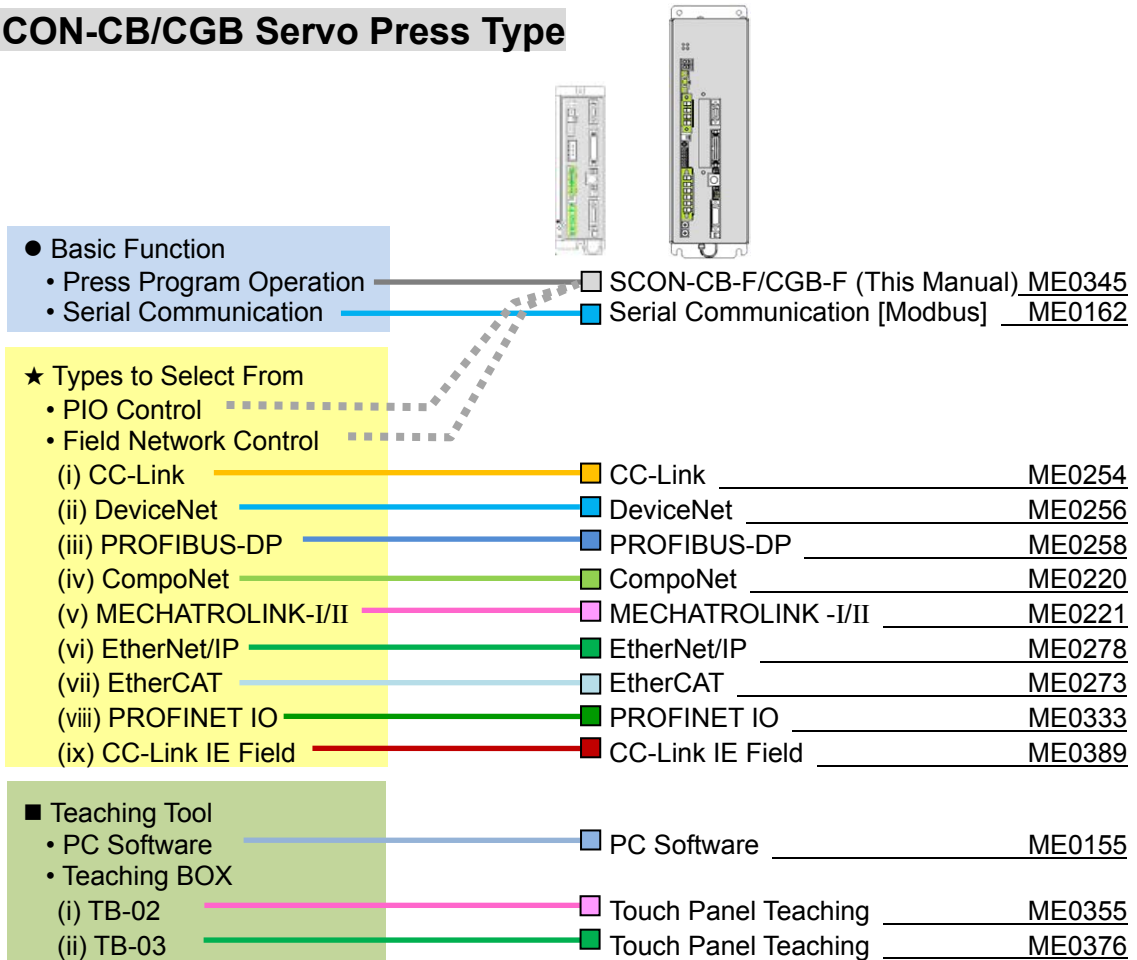 CON-CB/CGB Servo Press Type
● Basic Function
• Press Program Operation SCON-CB-F/CGB-F (This Manual) ME0345
• Serial Communication Serial Communication [Modbus] ME0162
★ Types to Select From
• PIO Control
• Field Network Control
(i) CC-Link CC-Link ME0254
(ii) DeviceNet DeviceNet ME0256
(iii) PROFIBUS-DP PROFIBUS-DP ME0258
(iv) CompoNet CompoNet ME0220
(v) MECHATROLINK-I/II MECHATROLINK -I/II ME0221
(vi) EtherNet/IP EtherNet/IP ME0278
(vii) EtherCAT EtherCAT ME0273
(viii) PROFINET IO PROFINET IO ME0333
(ix) CC-Link IE Field CC-Link IE Field ME0389
■ Teaching Tool
• PC Software PC Software ME0155
• Teaching BOX
(i) TB-02 Touch Panel Teaching ME0355
(ii) TB-03 Touch Panel Teaching ME0376